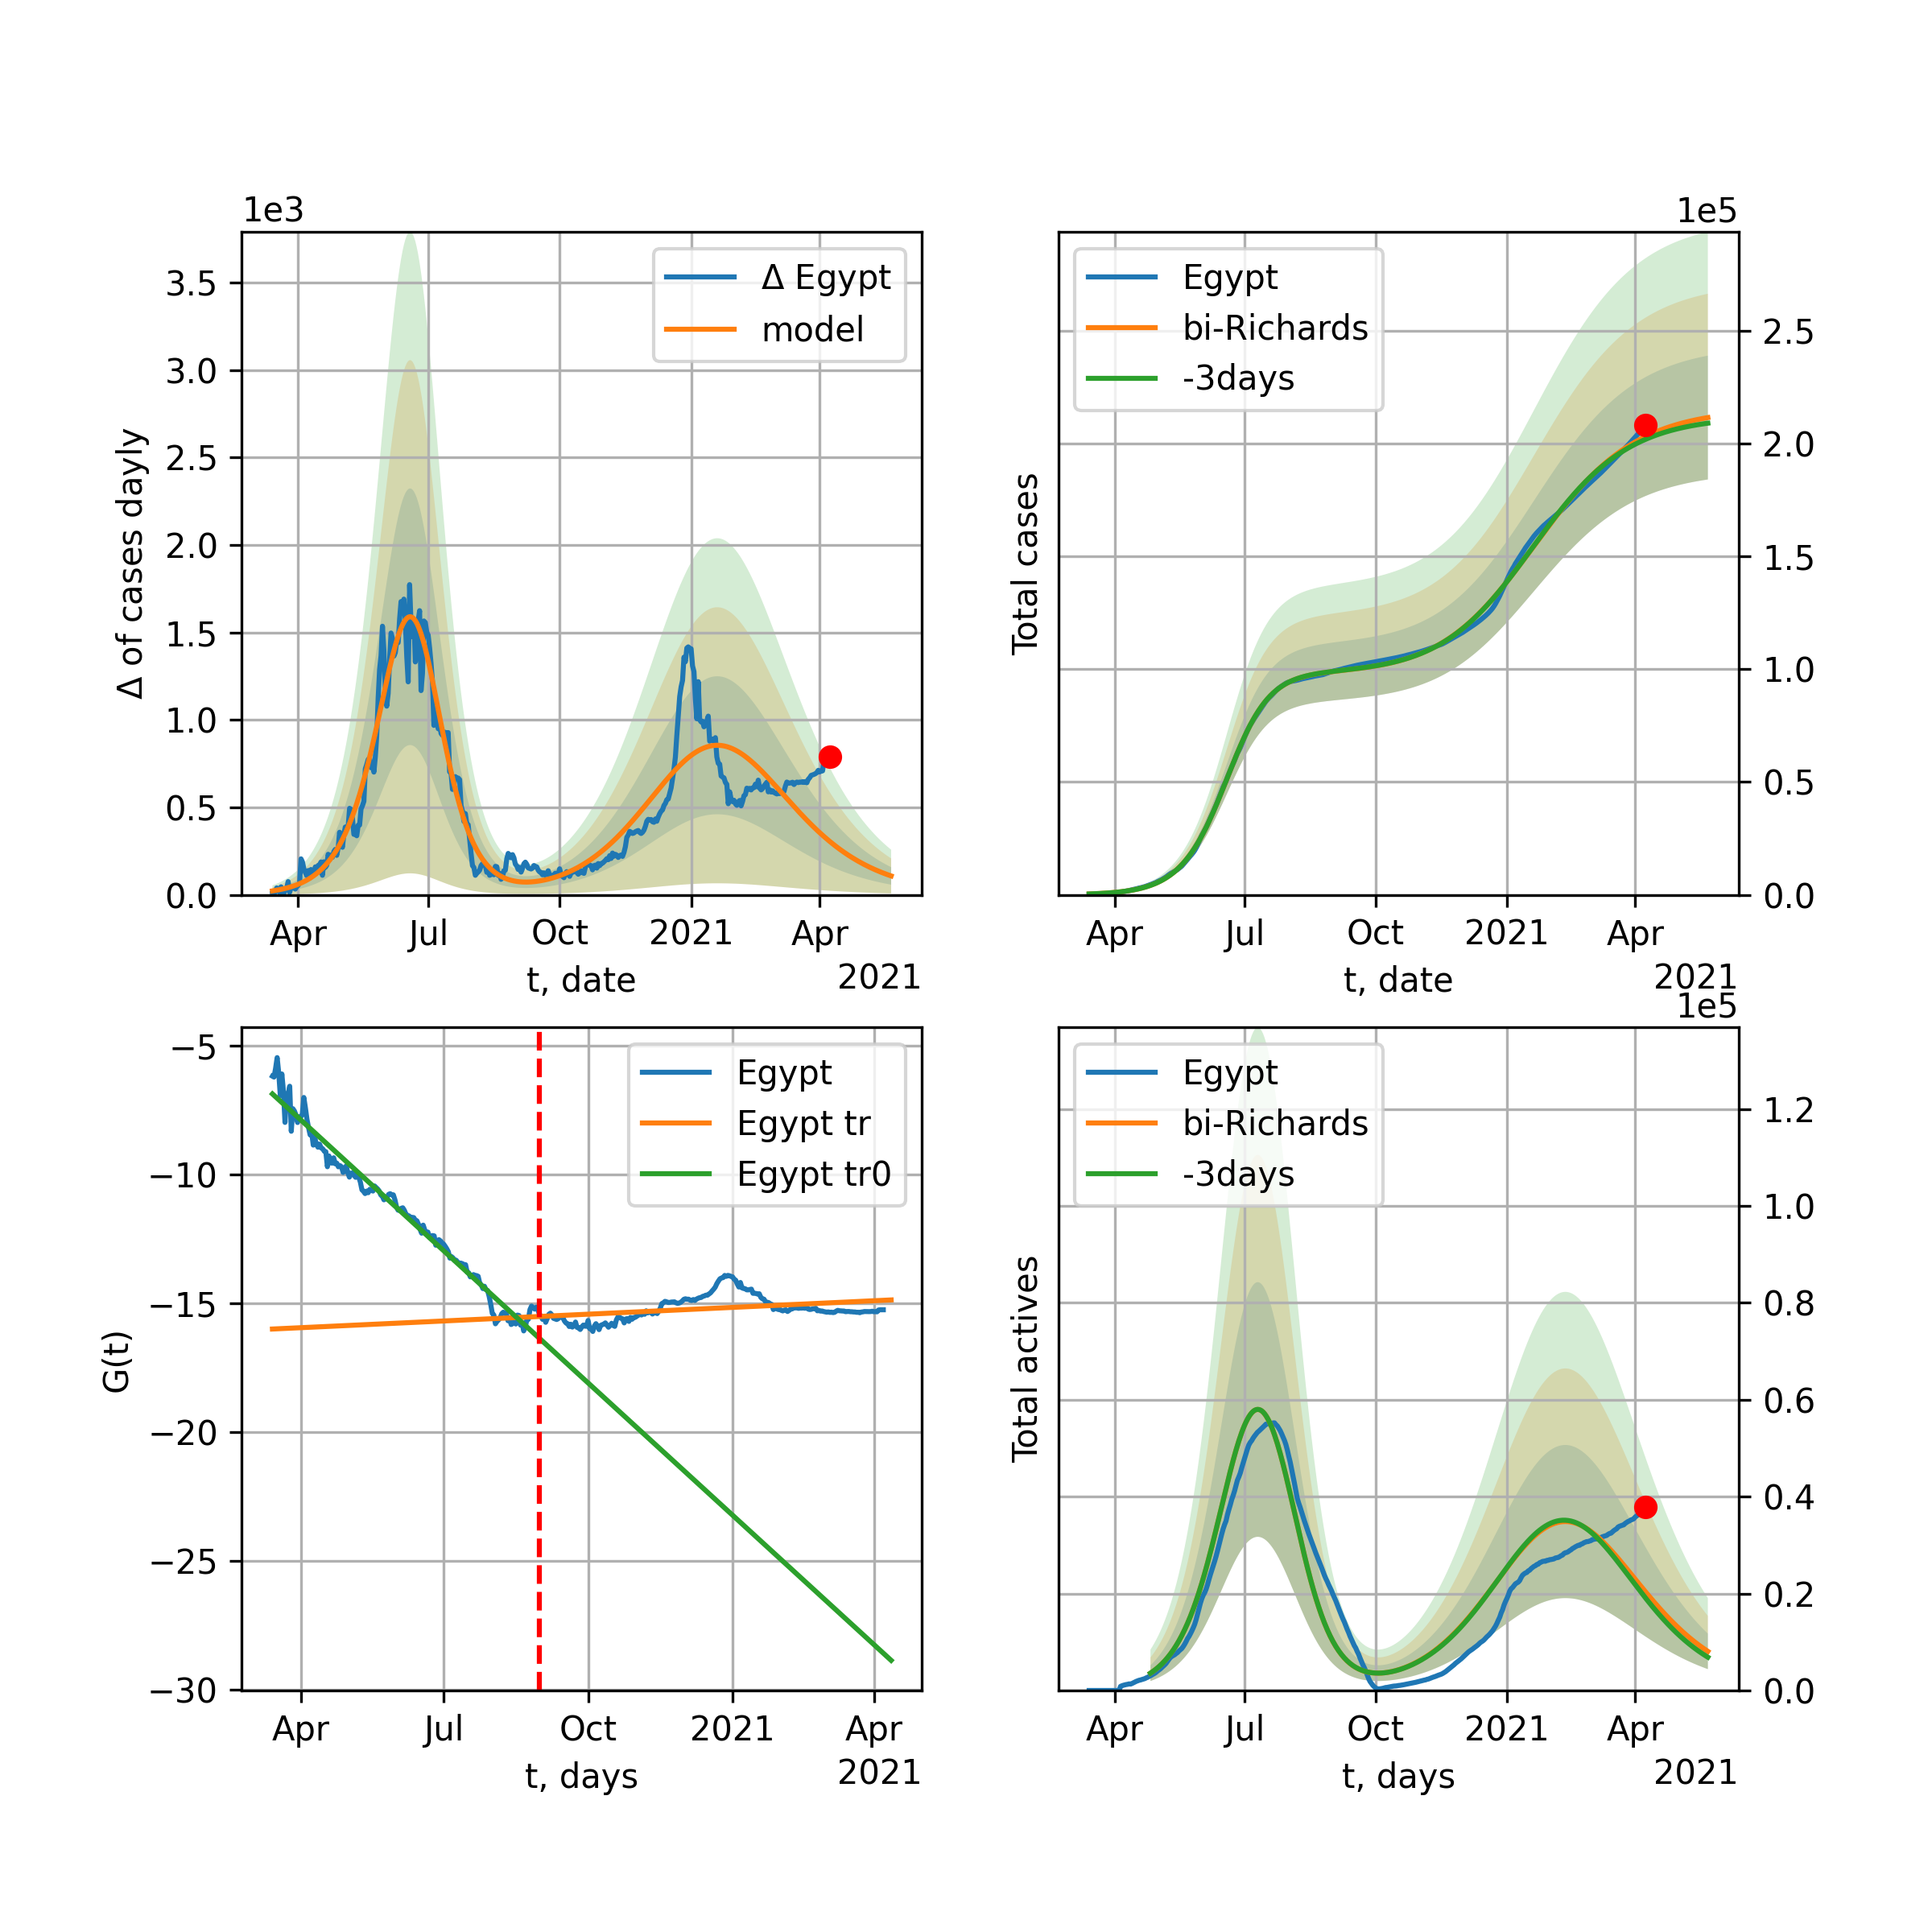 1e3
Δ of cases dayly
3.5
3.0
2.5
2.0
1.5
1.0
0.5
0.0
Δ Egypt
model
Apr
Jul
Oct
2021
Apr
t, date
2021
1e5
Total cases
Egypt
bi-Richards
-3days
2.5
2.0
1.5
1.0
0.5
0.0
Apr
Jul
Oct
2021
Apr
t, date
2021
G(t)
−5
−10
−15
−20
−25
−30
Egypt
Egypt tr
Egypt tr0
Apr
Jul
Oct
2021
Apr
t, days
2021
1e5
Total actives
Egypt
bi-Richards
-3days
1.2
1.0
0.8
0.6
0.4
0.2
0.0
Apr
Jul
Oct
2021
Apr
t, days
2021